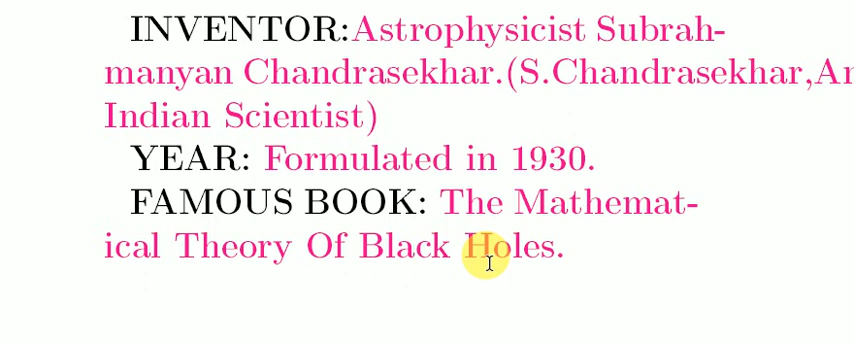 INVENTOR:Astrophysicist Subrah-
manyan Chandrasekhar.(S.Chandrasekhar,
Indian Scientist)
YEAR: Formulated in 1930.
FAMOUS BOOK: The Mathemat-
ical Theory Of Black Holes.